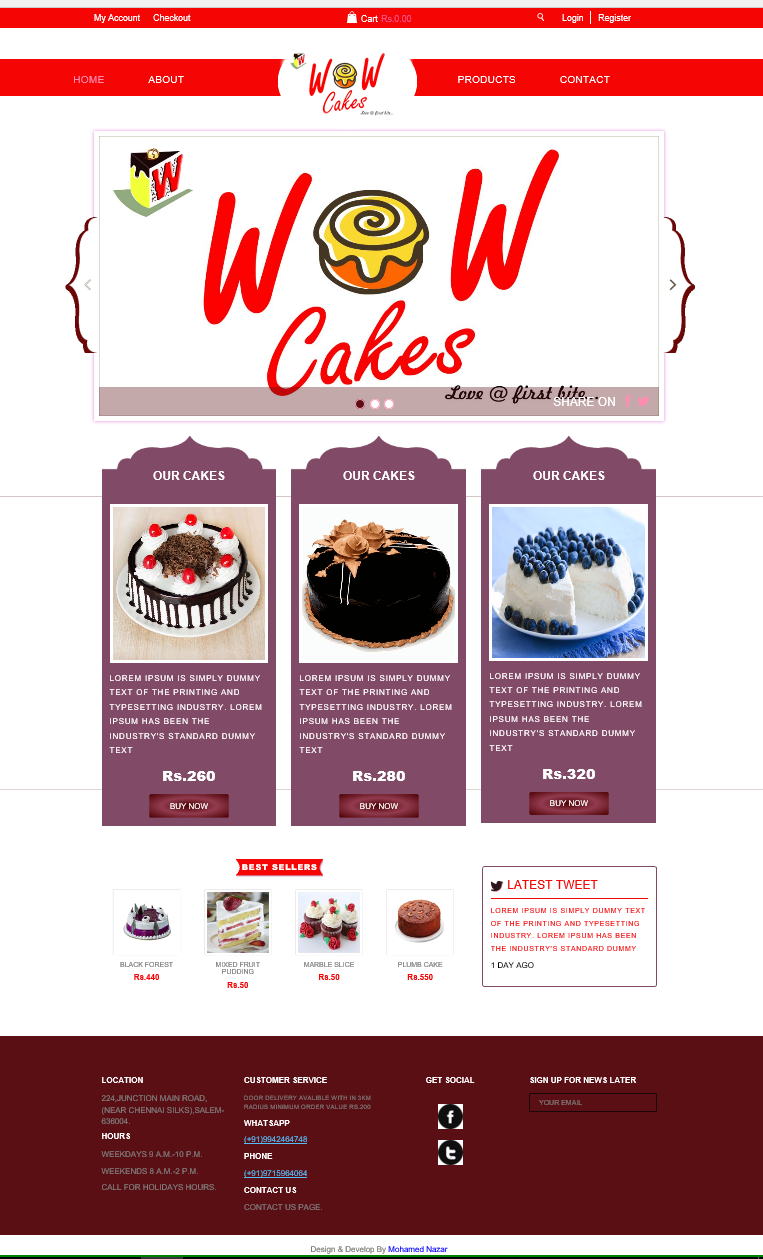 My Account Checkout Cart Rs.0.00 Login Register
HOME ABOUT PRODUCTS CONTACT
WOW
Cakes
Love @ first bite...
W
WOW
Cakes
Love @ first bite...
SHARE ON
OUR CAKES
LOREM IPSUM IS SIMPLY DUMMY
TEXT OF THE PRINTING AND
TYPESETTING INDUSTRY. LOREM
IPSUM HAS BEEN THE
INDUSTRY'S STANDARD DUMMY
TEXT
Rs.260
BUY NOW
OUR CAKES
LOREM IPSUM IS SIMPLY DUMMY
TEXT OF THE PRINTING AND
TYPESETTING INDUSTRY. LOREM
IPSUM HAS BEEN THE
INDUSTRY'S STANDARD DUMMY
TEXT
Rs.280
BUY NOW
OUR CAKES
LOREM IPSUM IS SIMPLY DUMMY
TEXT OF THE PRINTING AND
TYPESETTING INDUSTRY. LOREM
IPSUM HAS BEEN THE
INDUSTRY'S STANDARD DUMMY
TEXT
Rs.320
BUY NOW
BEST SELLERS
BLACK FOREST
Rs.440
MIXED FRUIT
PUDDING
Rs.50
MARBLE SLICE
Rs.50
PLUMB CAKE
Rs.550
LATEST TWEET
LOREM IPSUM IS SIMPLY DUMMY TEXT
OF THE PRINTING AND TYPESETTING
INDUSTRY. LOREM IPSUM HAS BEEN
THE INDUSTRY'S STANDARD DUMMY
1 DAY AGO
LOCATION
224,JUNCTION MAIN ROAD,
(NEAR CHENNAI SILKS),SALEM-
636004.
HOURS
WEEKDAYS 9 A.M.-10 P.M.
WEEKENDS 8 A.M.-2 P.M.
CALL FOR HOLIDAYS HOURS.
CUSTOMER SERVICE
DOOR DELIVERY AVALIBLE WITH IN 3KM
RADIUS MINIMUM ORDER VALUE RS.200
WHATSAPP
(+91)9942464748
PHONE
(+91)9715964064
CONTACT US
CONTACT US PAGE.
GET SOCIAL
SIGN UP FOR NEWS LATER
YOUR EMAIL
Design & Develop By Mohamed Nazar